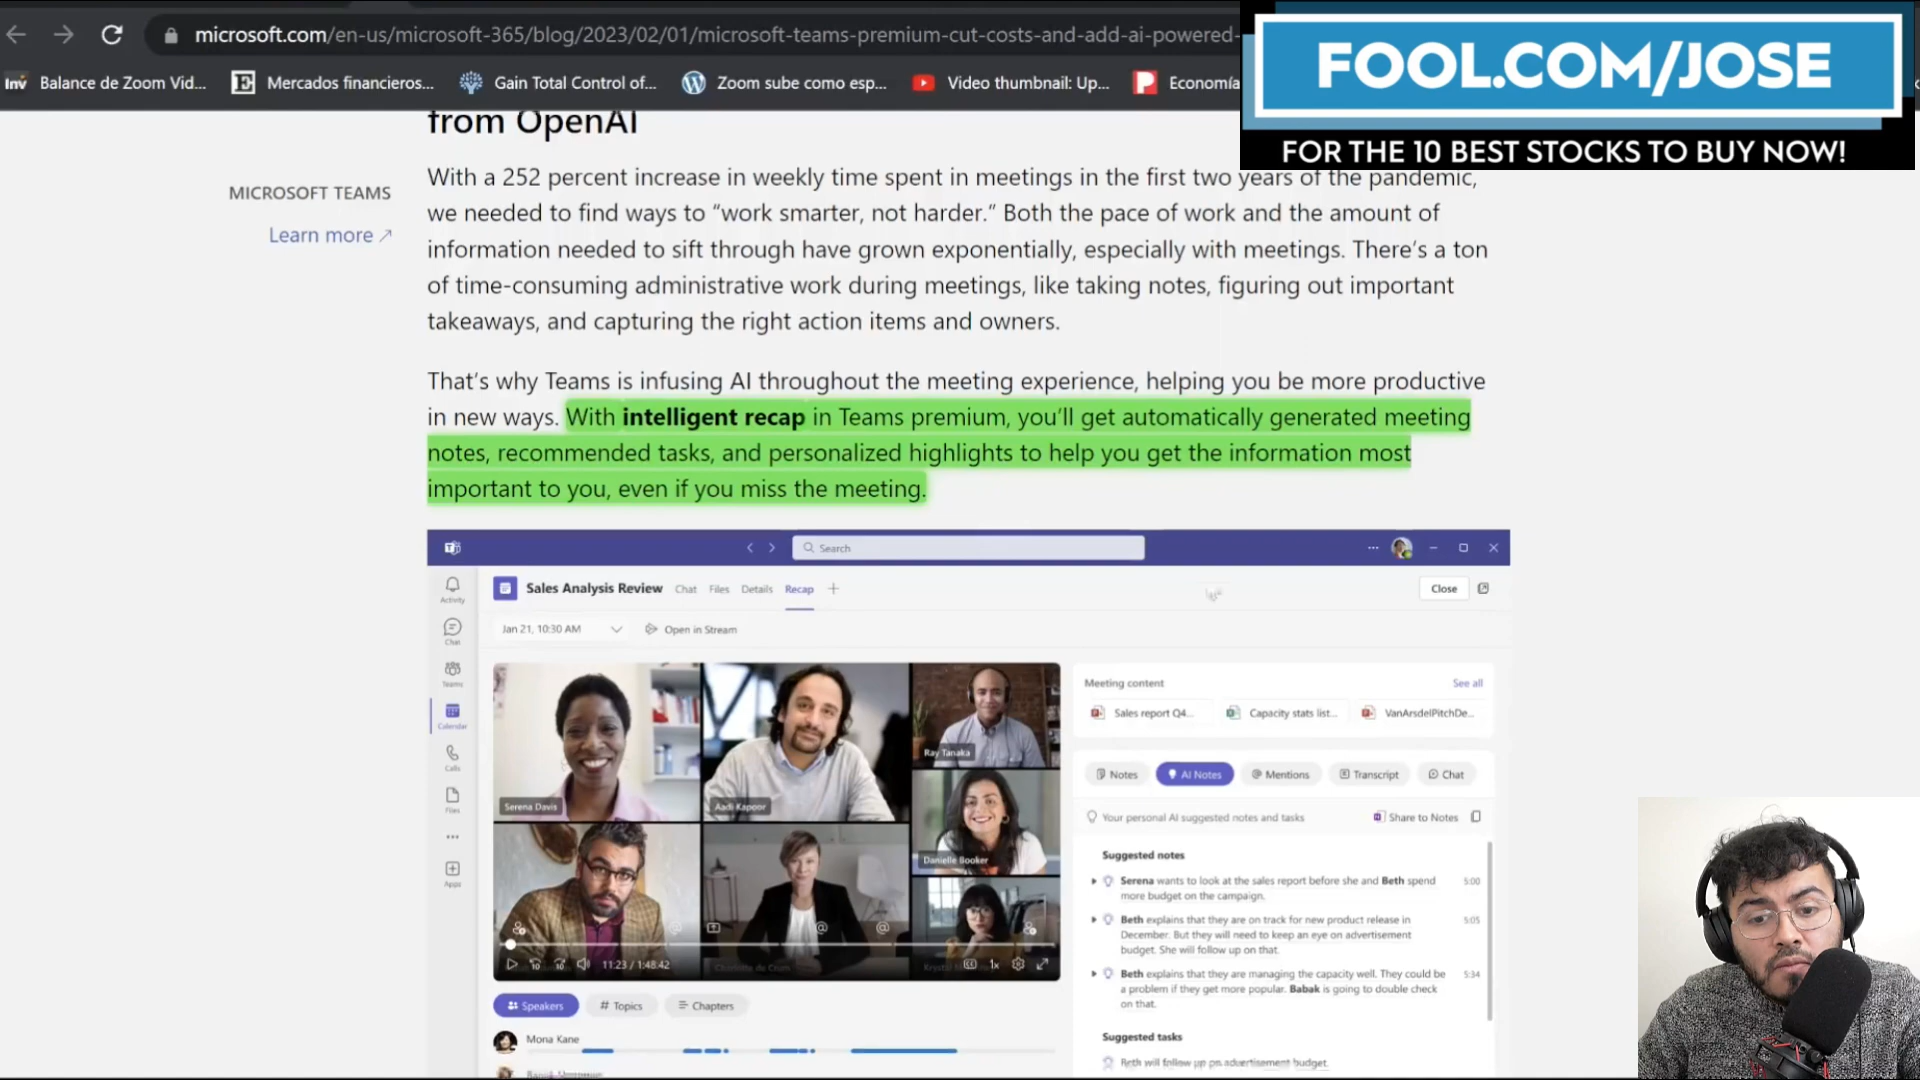 microsoft.com/en-us/microsoft-365/blog/2023/02/01/microsoft-teams-premium-cut-costs-and-add-ai-powered-
FOOL.COM/JOSE
FOR THE 10 BEST STOCKS TO BUY NOW!
Inv Balance de Zoom Vid...
E Mercados financieros...
Gain Total Control of...
Zoom sube como esp...
Video thumbnail: Up...
Economía
from OpenAI
MICROSOFT TEAMS
Learn more
With a 252 percent increase in weekly time spent in meetings in the first two years of the pandemic,
we needed to find ways to “work smarter, not harder.” Both the pace of work and the amount of
information needed to sift through have grown exponentially, especially with meetings. There’s a ton
of time-consuming administrative work during meetings, like taking notes, figuring out important
takeaways, and capturing the right action items and owners.
That’s why Teams is infusing AI throughout the meeting experience, helping you be more productive
in new ways. With intelligent recap in Teams premium, you’ll get automatically generated meeting
notes, recommended tasks, and personalized highlights to help you get the information most
important to you, even if you miss the meeting.
Search
Activity
Chat
Teams
Calendar
Calls
Files
Apps
Sales Analysis Review Chat Files Details Recap
Close
Jan 21, 10:30 AM
Open in Stream
Serena Davis
Aadi Kapoor
Ray Tanaka
Danielle Booker
11:23 / 1:48:42
1x
Speakers
# Topics
Chapters
Mona Kane
Meeting content
See all
Sales report Q4...
Capacity stats list...
VanArsdelPitchDe...
Notes
AI Notes
Mentions
Transcript
Chat
Your personal AI suggested notes and tasks
Share to Notes
Suggested notes
Serena wants to look at the sales report before she and Beth spend 5:00
more budget on the campaign.
Beth explains that they are on track for new product release in 5:05
December. But they will need to keep an eye on advertisement
budget. She will follow up on that.
Beth explains that they are managing the capacity well. They could be 5:34
a problem if they get more popular. Babak is going to double check
on that.
Suggested tasks
Beth will follow up on advertisement budget.